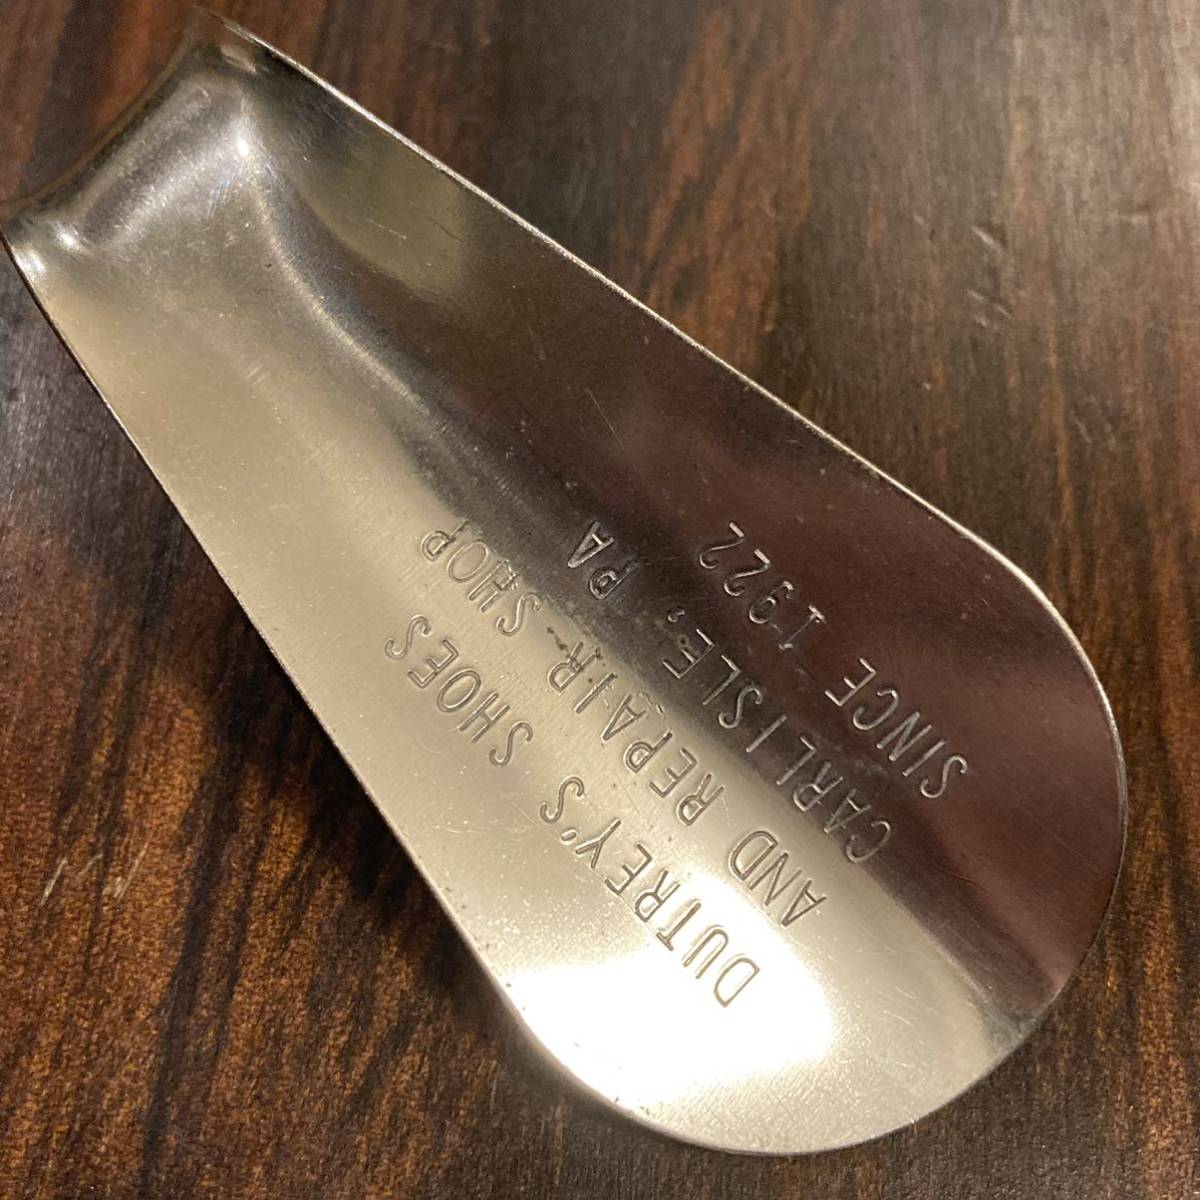 DUTREY'S SHOES
AND REPAIR SHOP
CARLISLE, PA
SINCE 1922